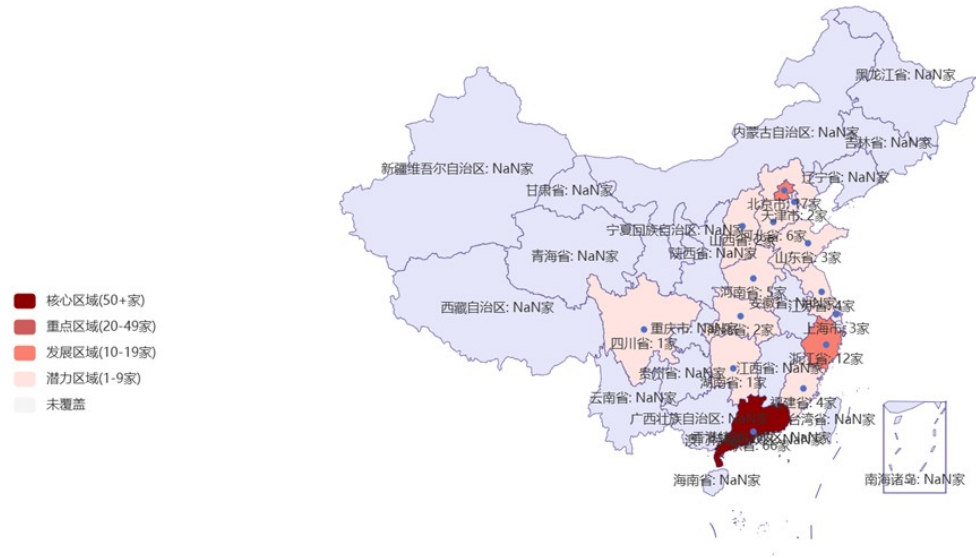 核心区域(50+家)
重点区域(20-49家)
发展区域(10-19家)
潜力区域(1-9家)
未覆盖
黑龙江省: NaN家
内蒙古自治区: NaN家
吉林省: NaN家
新疆维吾尔自治区: NaN家
辽宁省: NaN家
甘肃省: NaN家
北京市: 17家
天津市: 2家
宁夏回族自治区: NaN家
河北省: 6家
山西省:
陕西省: NaN家
青海省: NaN家
山东省: 3家
河南省: 5家
西藏自治区: NaN家
安徽省: NaN家
江苏省: 4家
重庆市: NaN家
湖北省: 2家
上海市: 3家
四川省: 1家
浙江省: 12家
贵州省: NaN家
江西省: NaN家
湖南省: 1家
云南省: NaN家
福建省: 4家
广西壮族自治区: NaN家
台湾省: NaN家
66家
海南省: NaN家
南海诸岛: NaN家